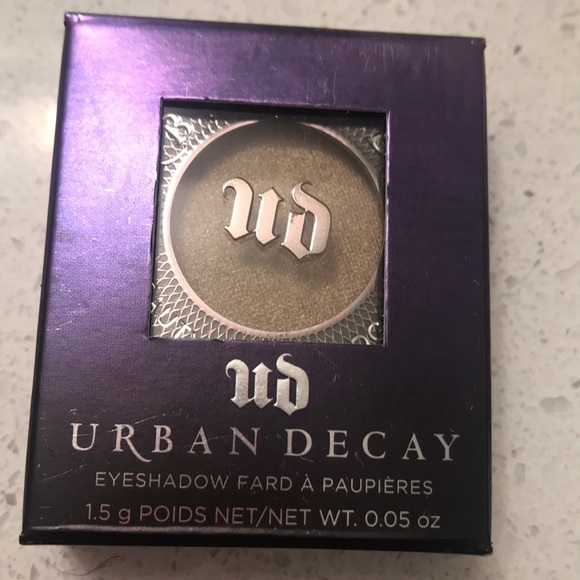 UD
UD
URBAN DECAY
EYESHADOW FARD À PAUPIÈRES
1.5 g POIDS NET/NET WT. 0.05 oz